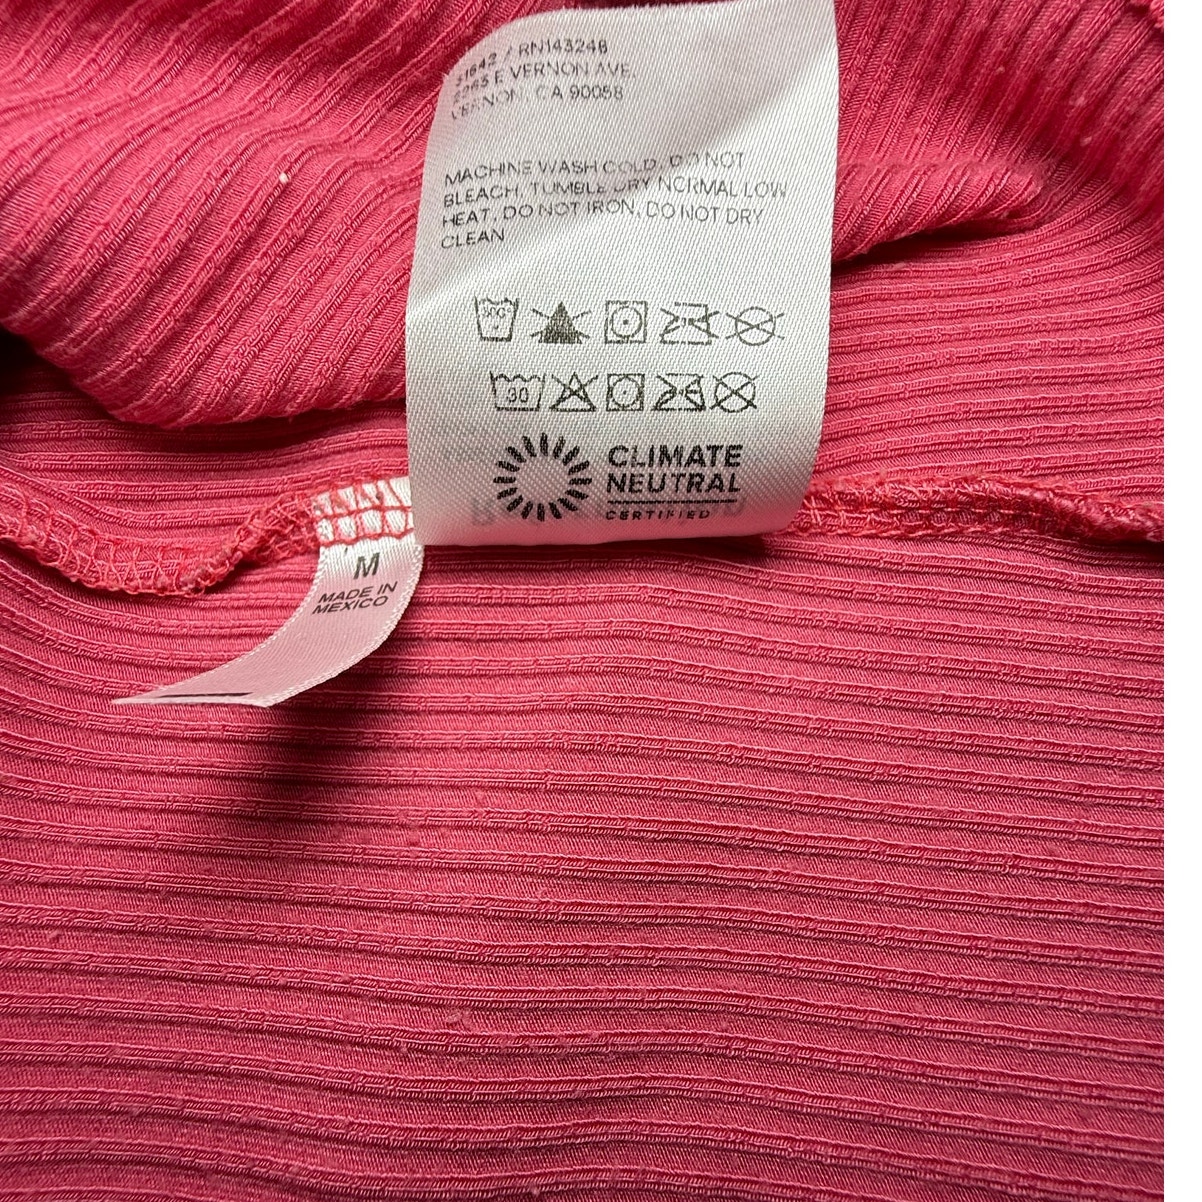 RN143248
E VERNON AVE,
VERNON, CA 90058
MACHINE WASH COLD, DO NOT
BLEACH, TUMBLE DRY NORMAL LOW
HEAT, DO NOT IRON, DO NOT DRY
CLEAN
30
CLIMATE
NEUTRAL
CERTIFIED
M
MADE IN
MEXICO